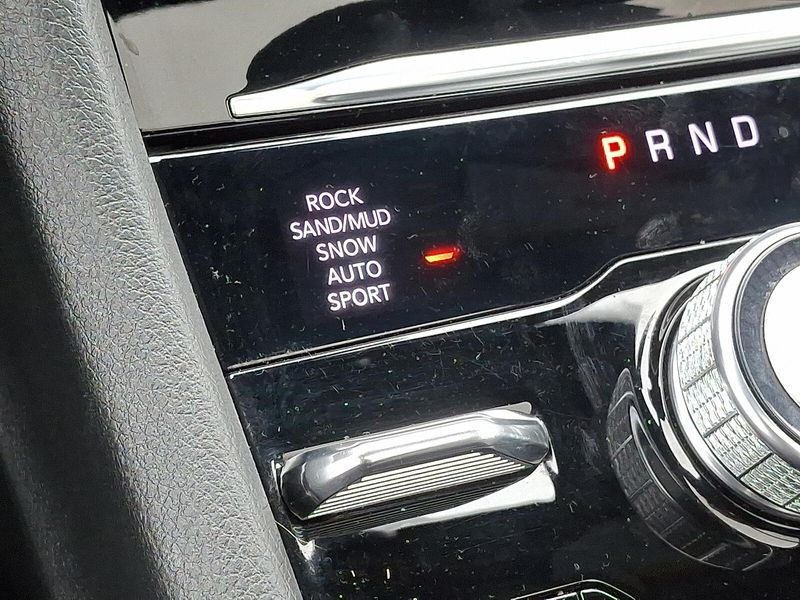 P R N D
ROCK
SAND/MUD
SNOW
AUTO
SPORT